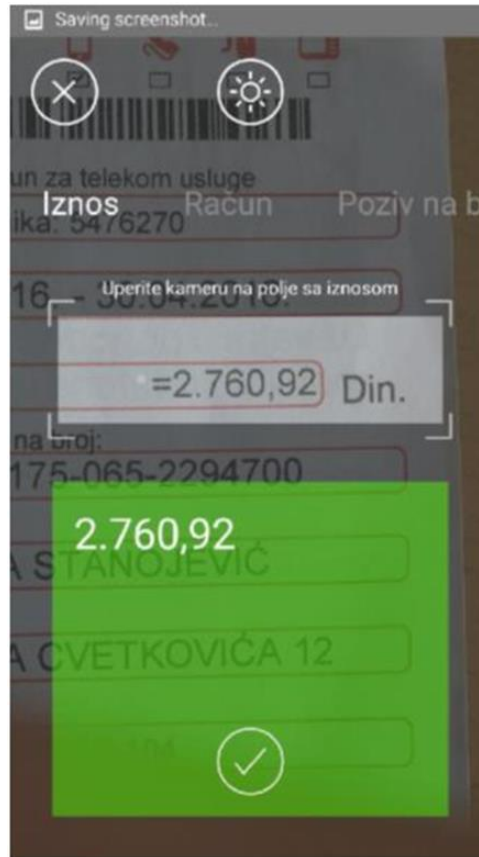 Saving screenshot...
un za telekom usluge
Iznos Račun Poziv na b
ika: 5476270
Uperite kameru na polje sa iznosom
16. - 30.04.2016.
=2.760,92 Din.
na broj:
175-065-2294700
2.760,92
A STANOJEVIĆ
A CVETKOVIĆA 12